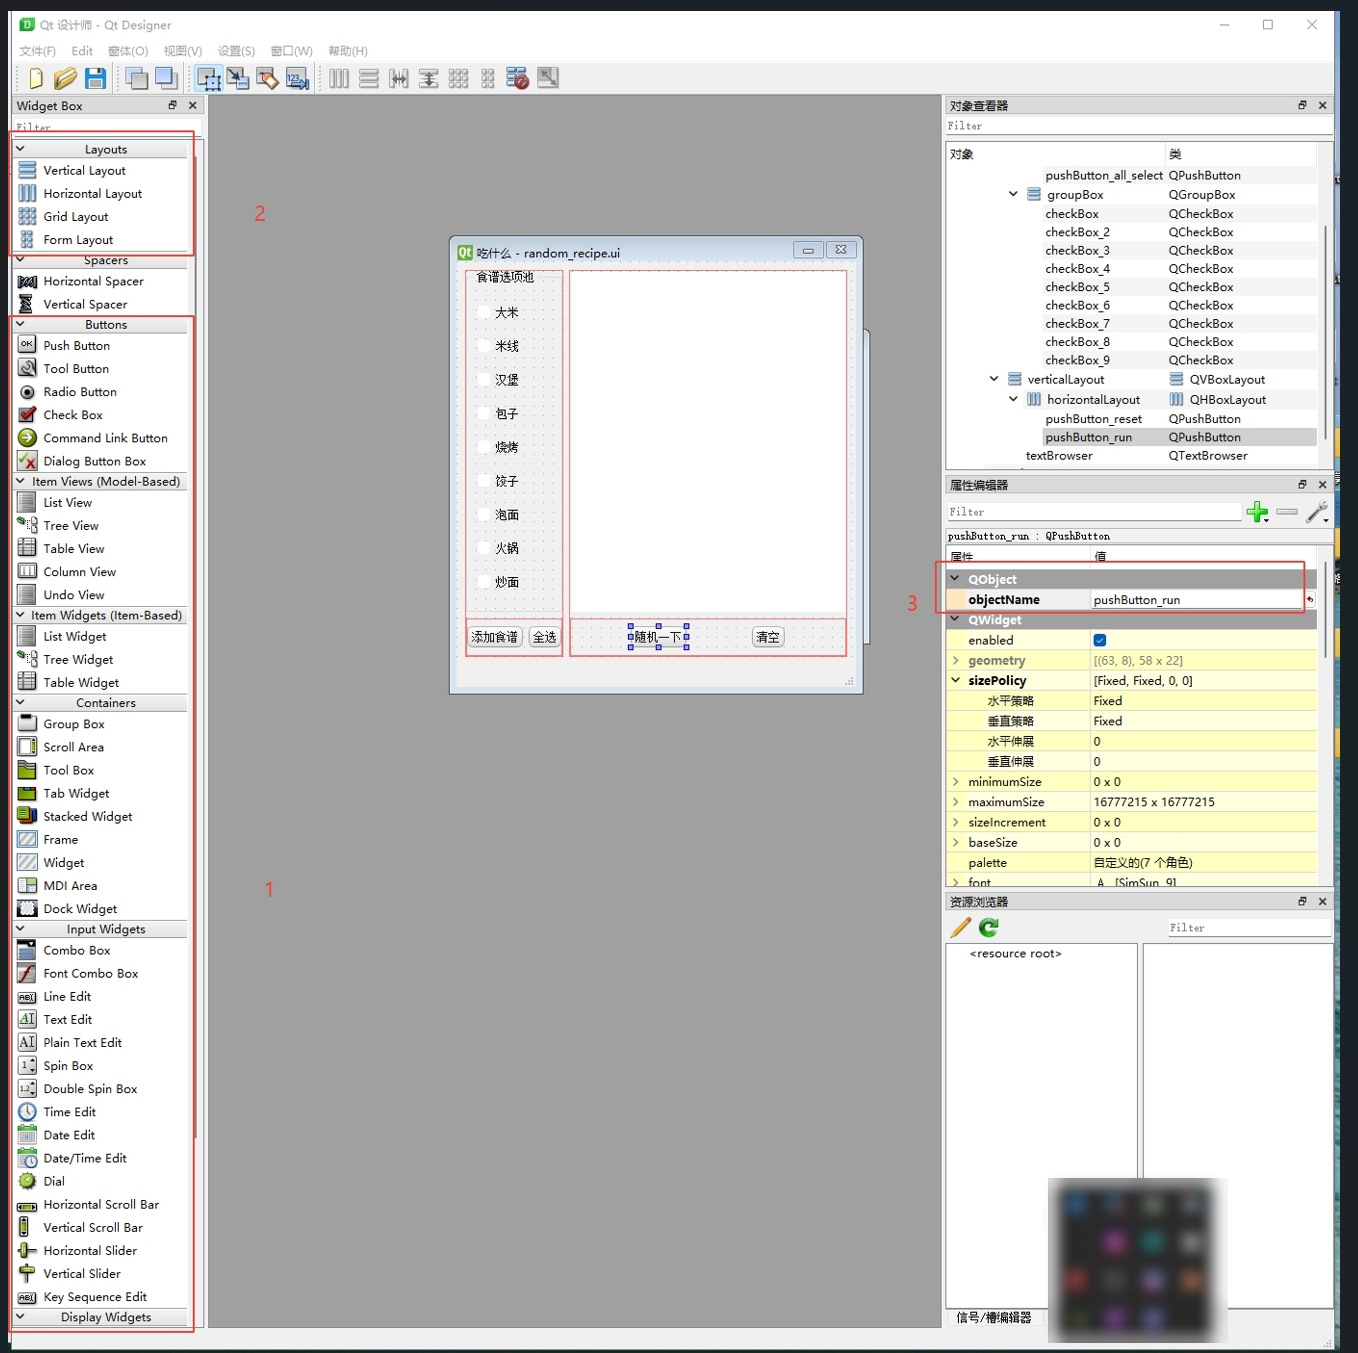 Qt 设计师 - Qt Designer
文件(F) Edit 窗体(O) 视图(V) 设置(S) 窗口(W) 帮助(H)
Widget Box
Filter
Layouts
Vertical Layout
Horizontal Layout
Grid Layout
Form Layout
Spacers
Horizontal Spacer
Vertical Spacer
Buttons
Push Button
Tool Button
Radio Button
Check Box
Command Link Button
Dialog Button Box
Item Views (Model-Based)
List View
Tree View
Table View
Column View
Undo View
Item Widgets (Item-Based)
List Widget
Tree Widget
Table Widget
Containers
Group Box
Scroll Area
Tool Box
Tab Widget
Stacked Widget
Frame
Widget
MDI Area
Dock Widget
Input Widgets
Combo Box
Font Combo Box
Line Edit
Text Edit
Plain Text Edit
Spin Box
Double Spin Box
Time Edit
Date Edit
Date/Time Edit
Dial
Horizontal Scroll Bar
Vertical Scroll Bar
Horizontal Slider
Vertical Slider
Key Sequence Edit
Display Widgets
2
吃什么 - random_recipe.ui
食谱选项池
大米
米线
汉堡
包子
烧烤
饺子
泡面
火锅
炒面
添加食谱 全选 随机一下 清空
1
对象查看器
Filter
对象 类
pushButton_all_select QPushButton
groupBox QGroupBox
checkBox QCheckBox
checkBox_2 QCheckBox
checkBox_3 QCheckBox
checkBox_4 QCheckBox
checkBox_5 QCheckBox
checkBox_6 QCheckBox
checkBox_7 QCheckBox
checkBox_8 QCheckBox
checkBox_9 QCheckBox
verticalLayout QVBoxLayout
horizontalLayout QHBoxLayout
pushButton_reset QPushButton
pushButton_run QPushButton
textBrowser QTextBrowser
属性编辑器
Filter
pushButton_run : QPushButton
属性 值
QObject
3
objectName pushButton_run
QWidget
enabled
geometry [(63, 8), 58 x 22]
sizePolicy [Fixed, Fixed, 0, 0]
水平策略 Fixed
垂直策略 Fixed
水平伸展 0
垂直伸展 0
minimumSize 0 x 0
maximumSize 16777215 x 16777215
sizeIncrement 0 x 0
baseSize 0 x 0
palette 自定义的(7 个角色)
font A [SimSun, 9]
资源浏览器
Filter
<resource root>
信号/槽编辑器